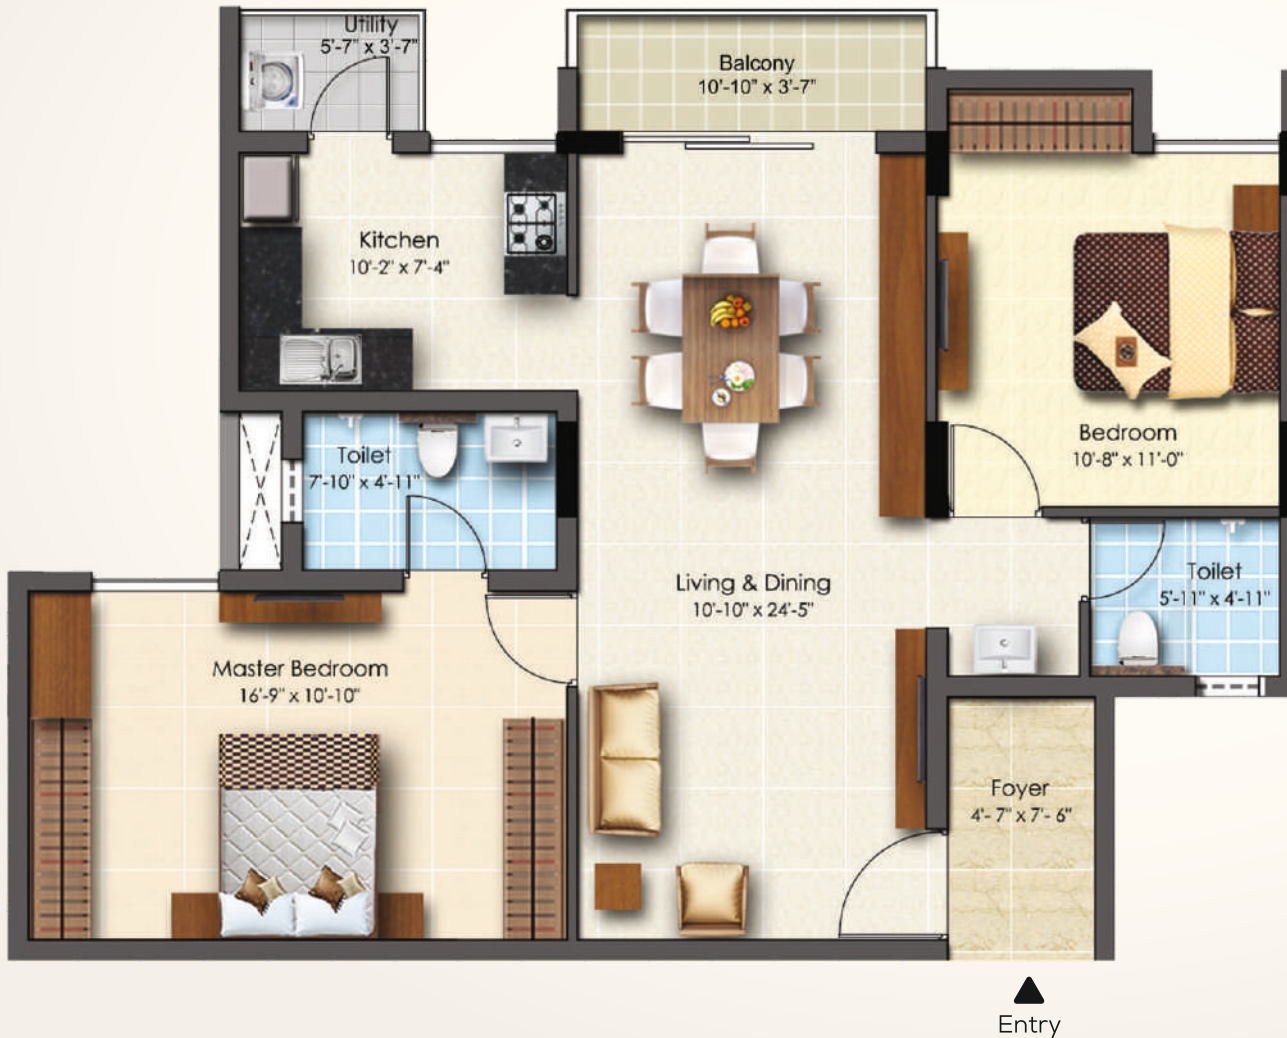 Utility
5'-7" x 3'-7"
Balcony
10'-10" x 3'-7"
Kitchen
10'-2" x 7'-4"
Bedroom
10'-8" x 11'-0"
Toilet
7'-10" x 4'-11"
Living & Dining
10'-10" x 24'-5"
Toilet
5'-11" x 4'-11"
Master Bedroom
16'-9" x 10'-10"
Foyer
4'- 7" x 7'- 6"
Entry